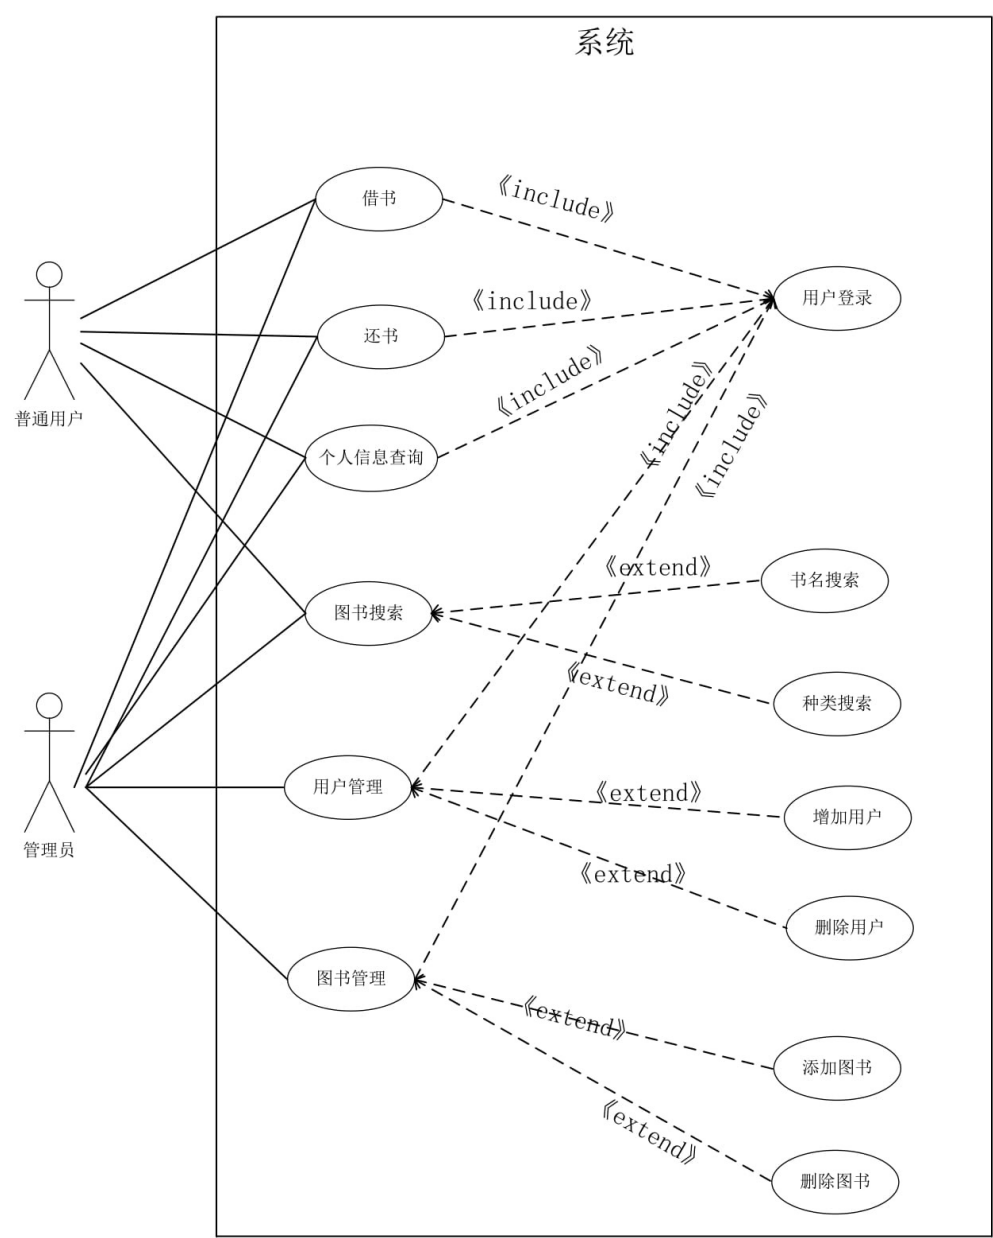 系统
借书
《include》
用户登录
还书
《include》
普通用户
个人信息查询
《include》
《include》
《include》
图书搜索
《extend》
书名搜索
《extend》
种类搜索
管理员
用户管理
《extend》
增加用户
《extend》
删除用户
图书管理
《extend》
添加图书
《extend》
删除图书